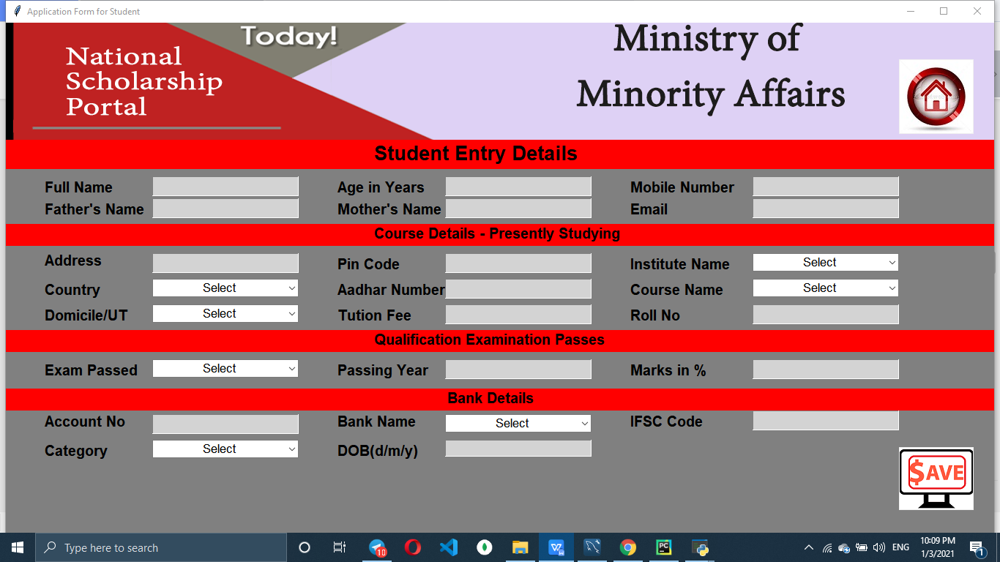 Application Form for Student
Today!
National
Scholarship
Portal
Ministry of
Minority Affairs
Student Entry Details
Full Name
Age in Years
Mobile Number
Father's Name
Mother's Name
Email
Course Details - Presently Studying
Address
Pin Code
Institute Name Select
Country Select
Aadhar Number
Course Name Select
Domicile/UT Select
Tution Fee
Roll No
Qualification Examination Passes
Exam Passed Select
Passing Year
Marks in %
Bank Details
Account No
Bank Name Select
IFSC Code
Category Select
DOB(d/m/y)
$AVE
Type here to search
10
W
PC
ENG
10:09 PM
1/3/2021
1